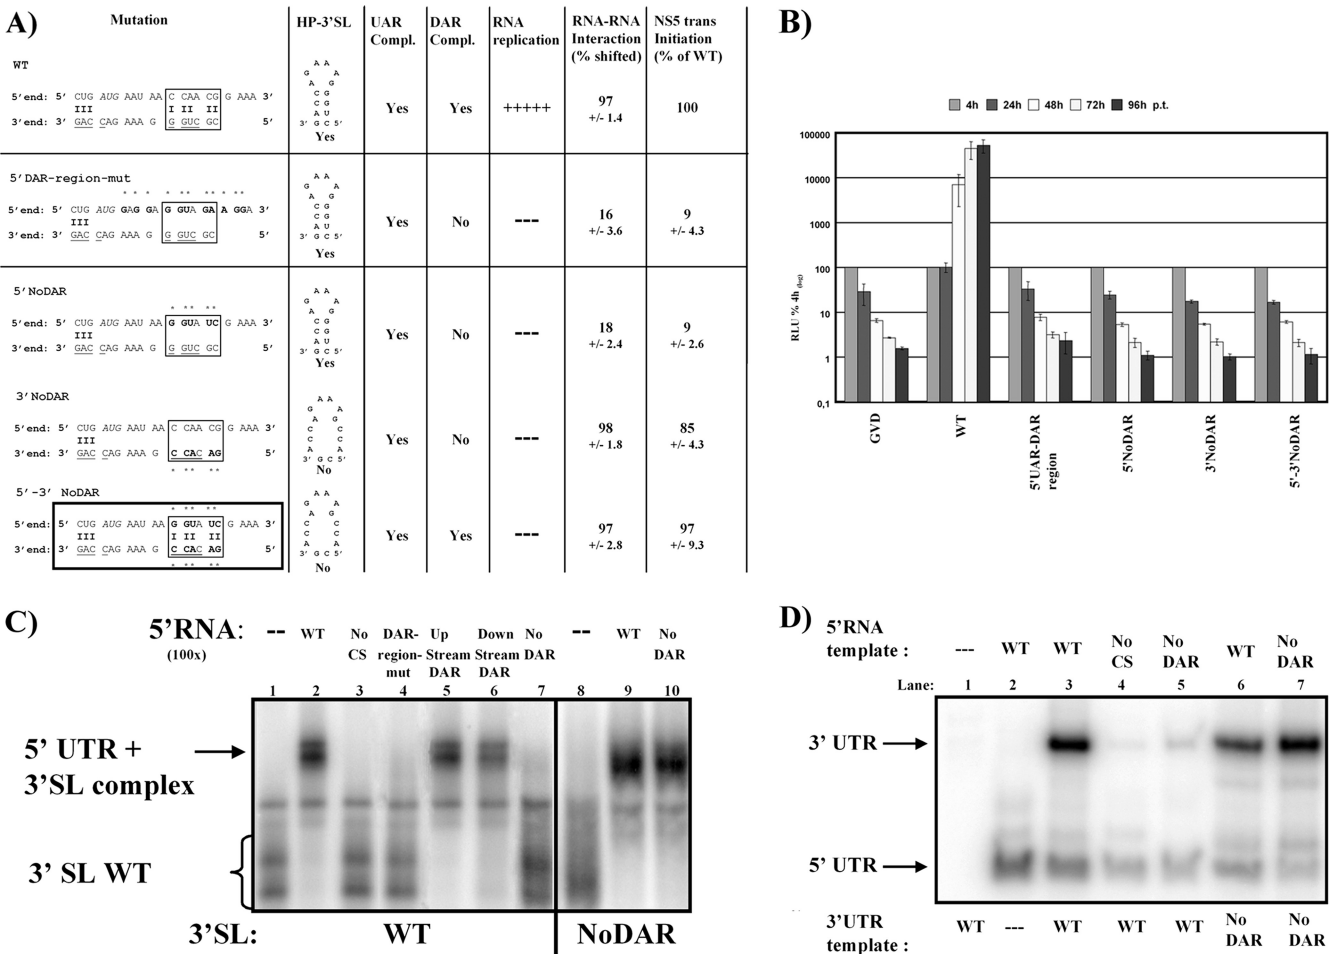 A)
Mutation HP-3'SL UAR Compl. DAR Compl. RNA replication RNA-RNA Interaction (% shifted) NS5 trans Initiation (% of WT)
WT
5'end: 5' CUG AUG AAU AA C CAA CG G AAA 3'
III I II II
3'end: 3' GAC CAG AAA G G GUC GC 5'
Yes
Yes Yes +++++ 97 +/- 1.4 100
5'DAR-region-mut
* * * * ** ** * *
5'end: 5' CUG AUG GAG GA G GUA GA A GGA 3'
III
3'end: 3' GAC CAG AAA G G GUC GC 5'
Yes
Yes No --- 16 +/- 3.6 9 +/- 4.3
5'NoDAR
* ** **
5'end: 5' CUG AUG AAU AA G GUA UC G AAA 3'
III
3'end: 3' GAC CAG AAA G G GUC GC 5'
Yes
Yes No --- 18 +/- 2.4 9 +/- 2.6
3'NoDAR
5'end: 5' CUG AUG AAU AA C CAA CG G AAA 3'
III
3'end: 3' GAC CAG AAA G C CAC AG 5'
* ** **
No
Yes No --- 98 +/- 1.8 85 +/- 4.3
5'-3' NoDAR
* ** **
5'end: 5' CUG AUG AAU AA G GUA UC G AAA 3'
III I II II
3'end: 3' GAC CAG AAA G C CAC AG 5'
* ** **
No
Yes Yes --- 97 +/- 2.8 97 +/- 9.3
B)
4h 24h 48h 72h 96h p.t.
RLU % 4h (log)
100000
10000
1000
100
10
1
0,1
GVD
WT
5'UAR-DAR region
5'NoDAR
3'NoDAR
5'-3'NoDAR
C)
5'RNA: (100x)
-- WT No CS DAR-region-mut Up Stream DAR Down Stream DAR No DAR -- WT No DAR
1 2 3 4 5 6 7 8 9 10
5' UTR +
3'SL complex
3' SL WT
3'SL: WT NoDAR
D)
5'RNA template :
--- WT WT No CS No DAR WT No DAR
Lane: 1 2 3 4 5 6 7
3' UTR
5' UTR
3'UTR template :
WT --- WT WT WT No DAR No DAR